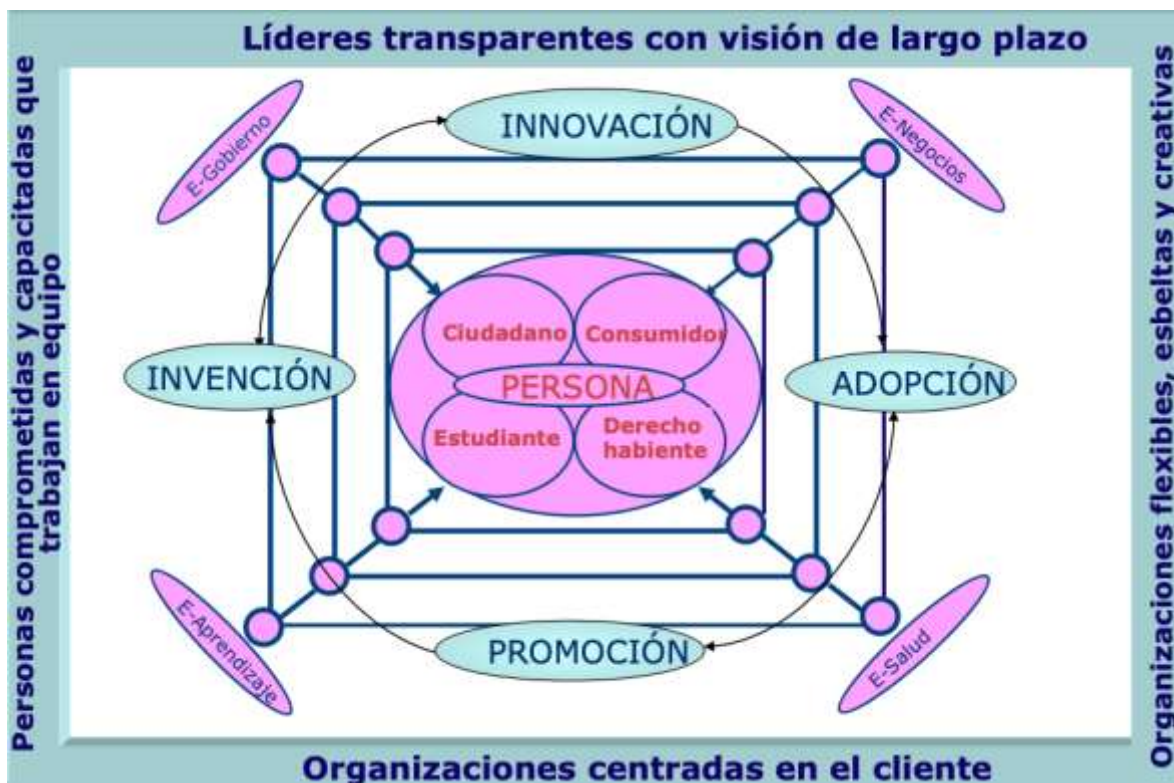 Líderes transparentes con visión de largo plazo
Personas comprometidas y capacitadas que
trabajan en equipo
Organizaciones flexibles, esbeltas y creativas
E-Gobierno
INNOVACIÓN
E-Negocios
Ciudadano
Consumidor
INVENCIÓN
PERSONA
ADOPCIÓN
Estudiante
Derecho
habiente
E-Aprendizaje
PROMOCIÓN
E-Salud
Organizaciones centradas en el cliente